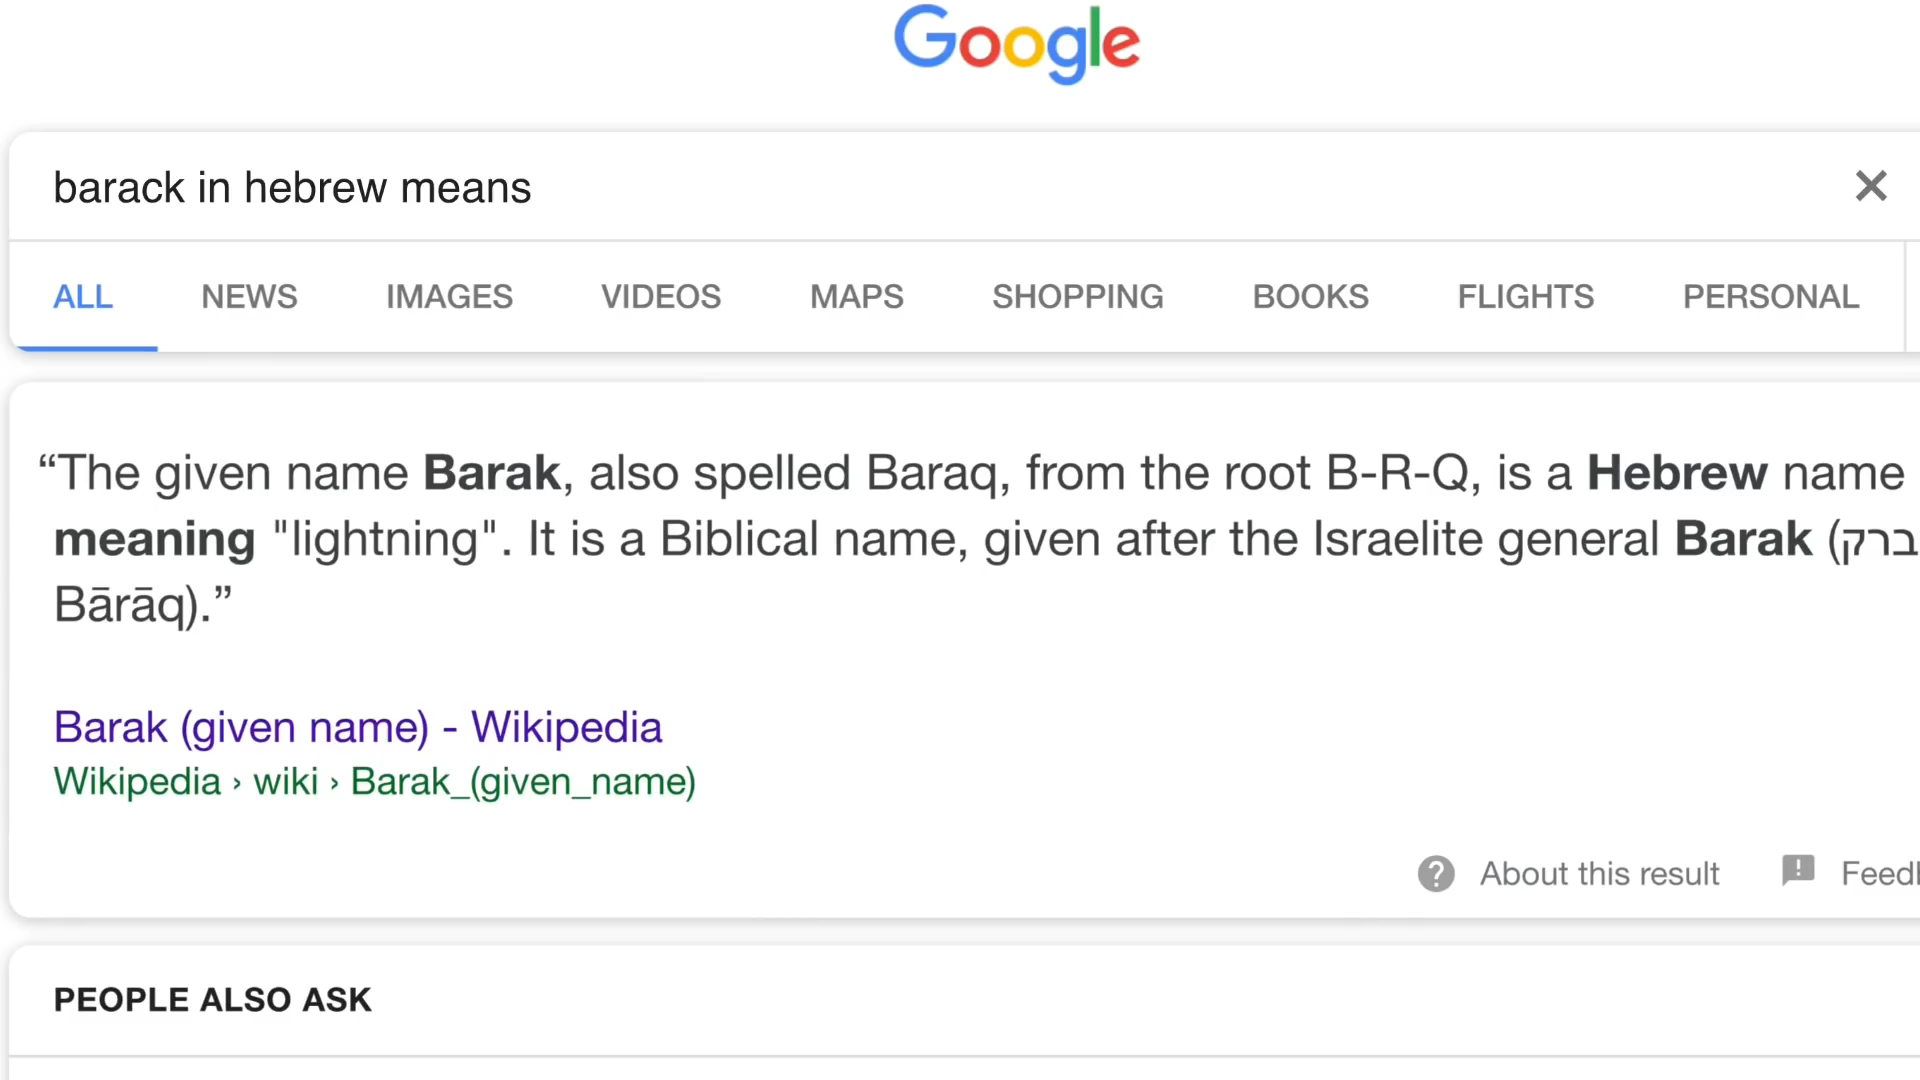 Google
barack in hebrew means
ALL NEWS IMAGES VIDEOS MAPS SHOPPING BOOKS FLIGHTS PERSONAL
“The given name Barak, also spelled Baraq, from the root B-R-Q, is a Hebrew name
meaning "lightning". It is a Biblical name, given after the Israelite general Barak (ברק
Bārāq).”
Barak (given name) - Wikipedia
Wikipedia › wiki › Barak_(given_name)
About this result
PEOPLE ALSO ASK